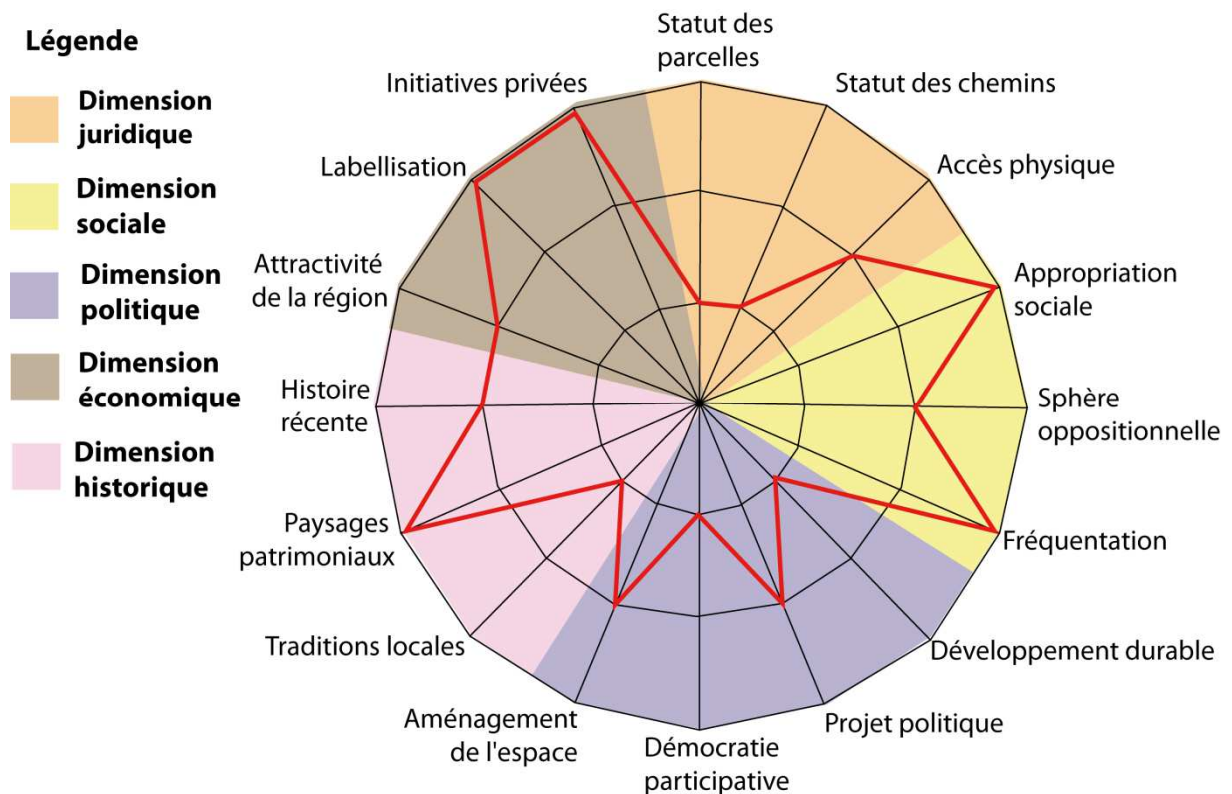 Légende
Dimension
juridique
Dimension
sociale
Dimension
politique
Dimension
économique
Dimension
historique
Statut des
parcelles
Statut des chemins
Accès physique
Appropriation
sociale
Sphère
oppositionnelle
Fréquentation
Développement durable
Projet politique
Démocratie
participative
Aménagement
de l'espace
Traditions locales
Paysages
patrimoniaux
Histoire
récente
Attractivité
de la région
Labellisation
Initiatives privées